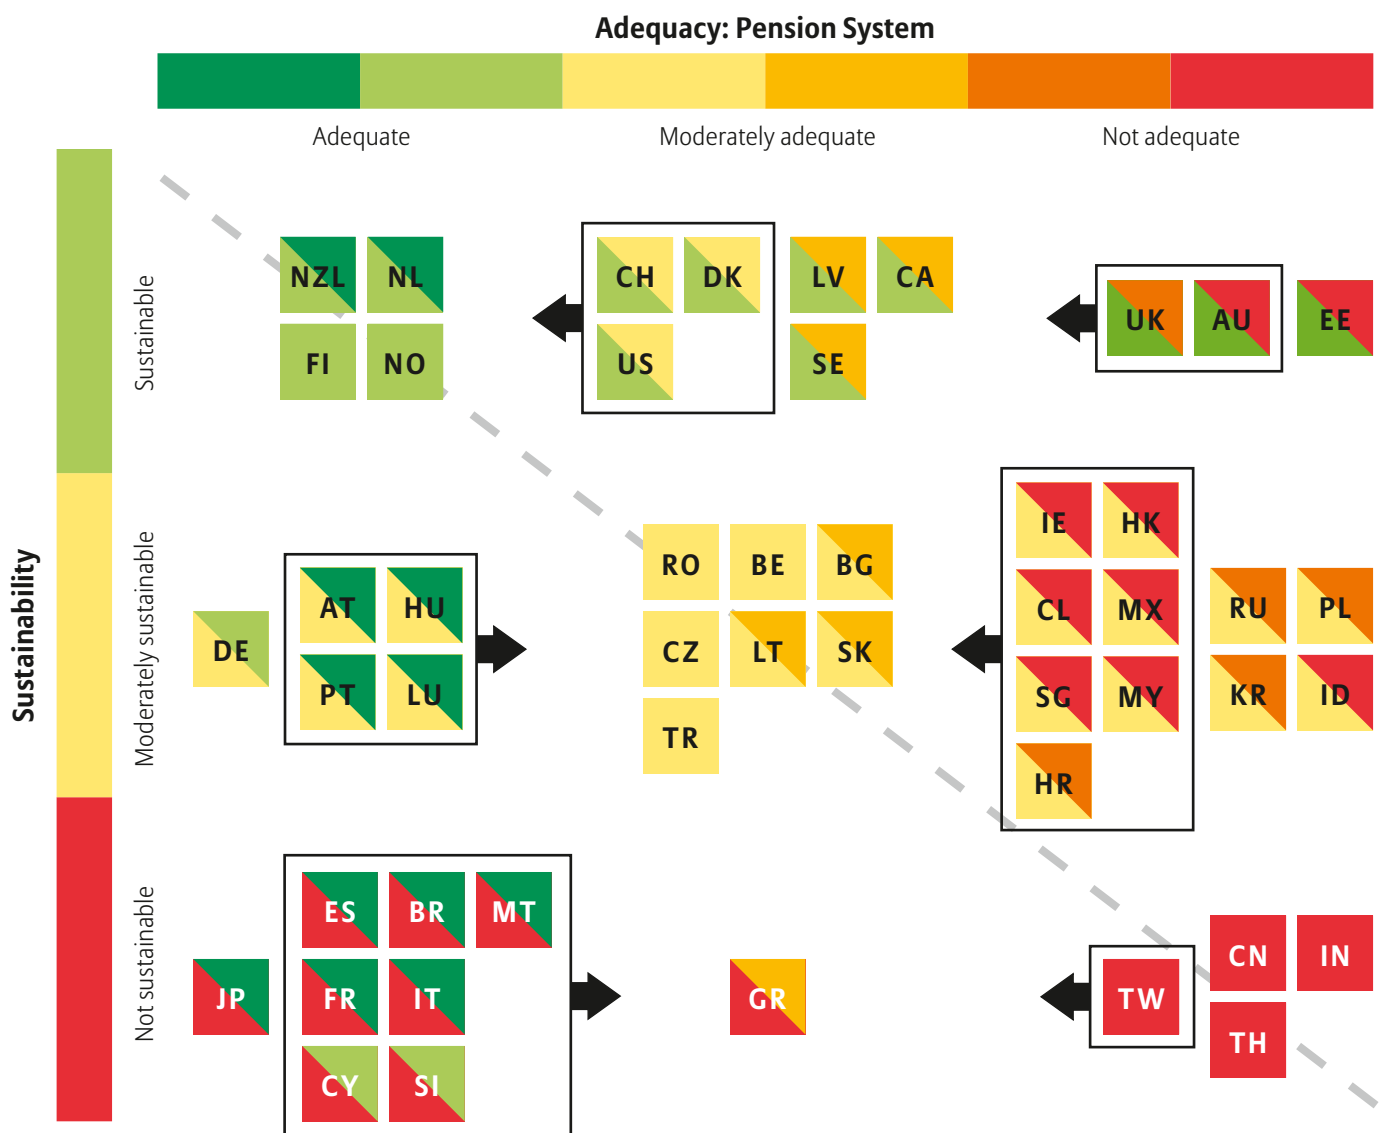 Adequacy: Pension System
Adequate Moderately adequate Not adequate
Sustainability
Sustainable
NZL NL CH DK LV CA UK AU EE
FI NO US SE
Moderately sustainable
IE HK
RO BE BG
AT HU CL MX RU PL
DE CZ LT SK
PT LU SG MY KR ID
TR
HR
Not sustainable
ES BR MT
CN IN
JP FR IT GR TW
TH
CY SI